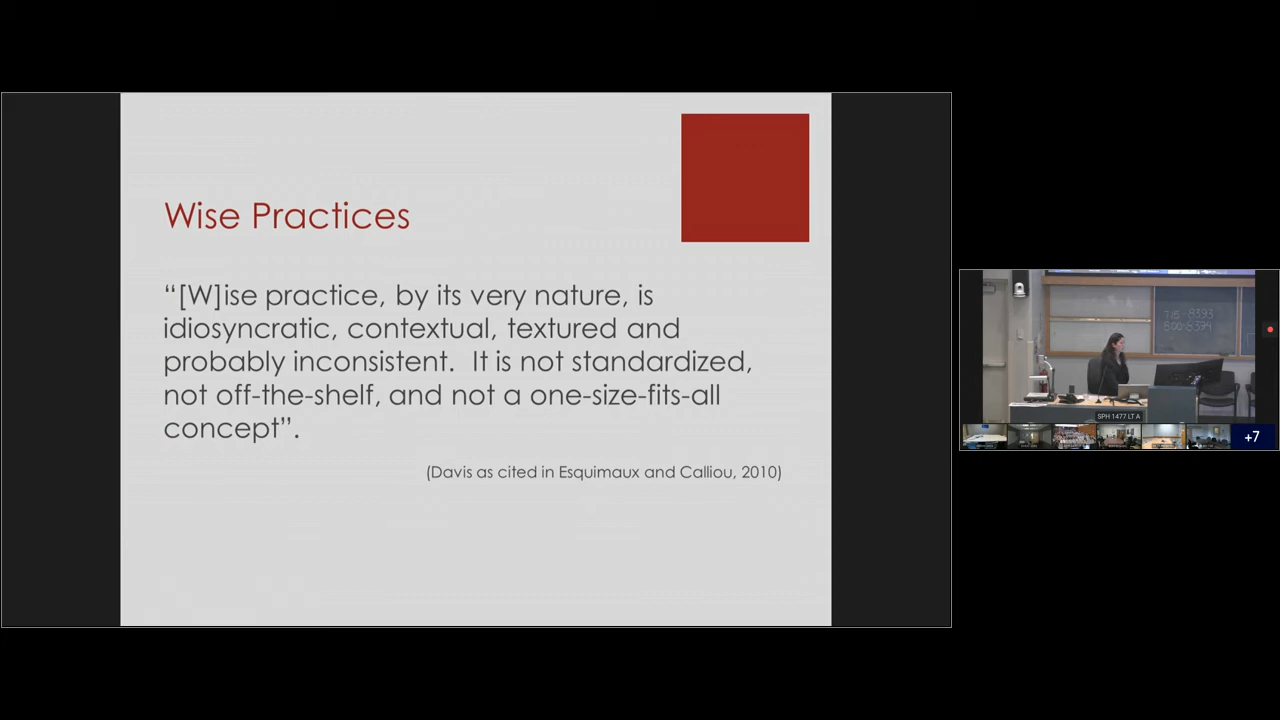 Wise Practices
“[W]ise practice, by its very nature, is
idiosyncratic, contextual, textured and
probably inconsistent.  It is not standardized,
not off-the-shelf, and not a one-size-fits-all
concept”.
(Davis as cited in Esquimaux and Calliou, 2010)
SPH 1477 LT A
+7